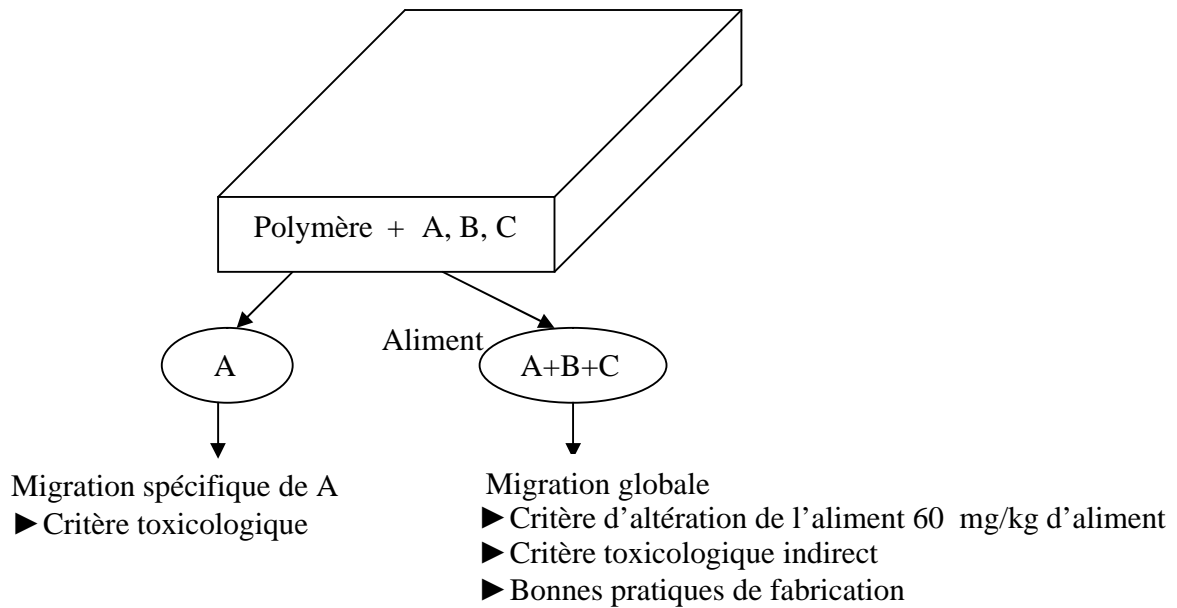 Polymère + A, B, C
Aliment
A
A+B+C
Migration spécifique de A
►Critère toxicologique
Migration globale
►Critère d'altération de l'aliment 60 mg/kg d'aliment
►Critère toxicologique indirect
►Bonnes pratiques de fabrication